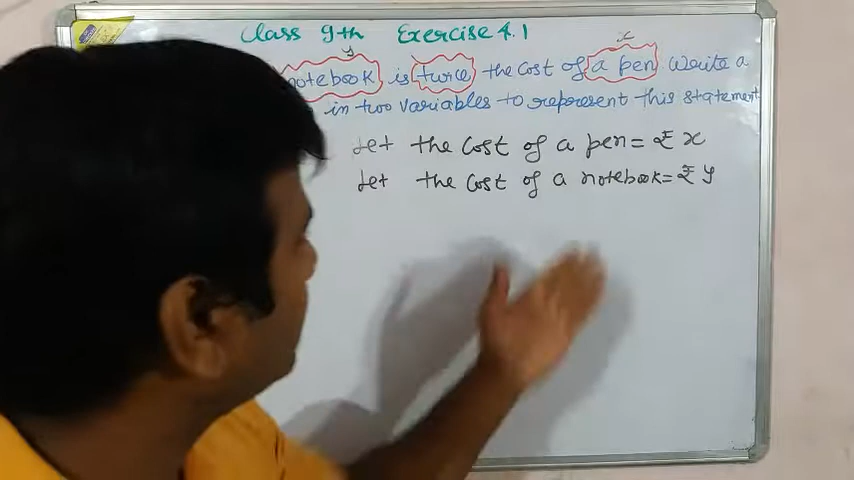 Class 9th Exercise 4.1
y x
notebook is twice the cost of a pen write a
in two variables to represent this statement
Let the cost of a pen = ₹ x
Let the cost of a notebook = ₹ y